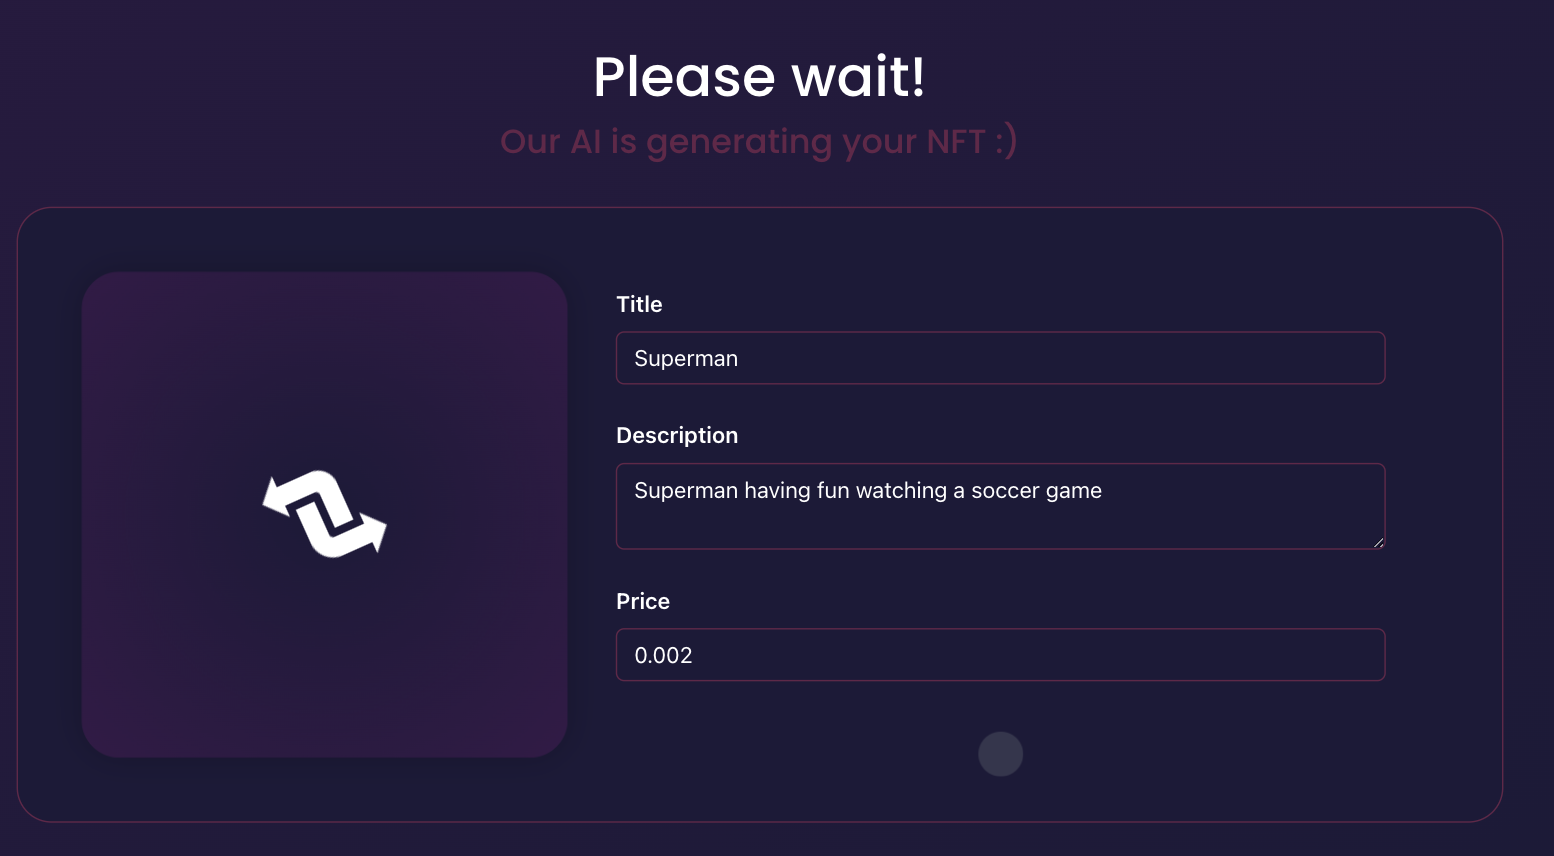 Please wait!
Our AI is generating your NFT :)
Title
Superman
Description
Superman having fun watching a soccer game
Price
0.002